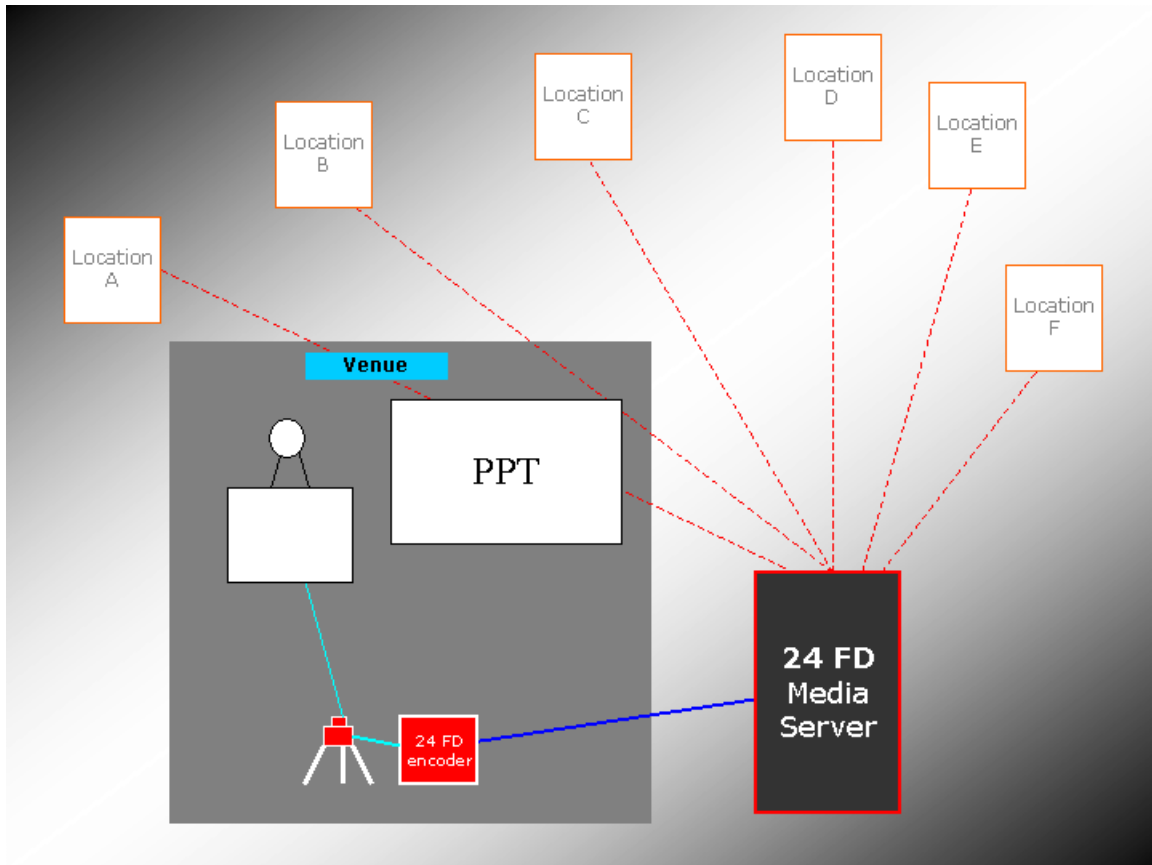 Location
D
Location
C
Location
E
Location
B
Location
A
Location
F
Venue
PPT
24 FD
Media
Server
24 FD
encoder